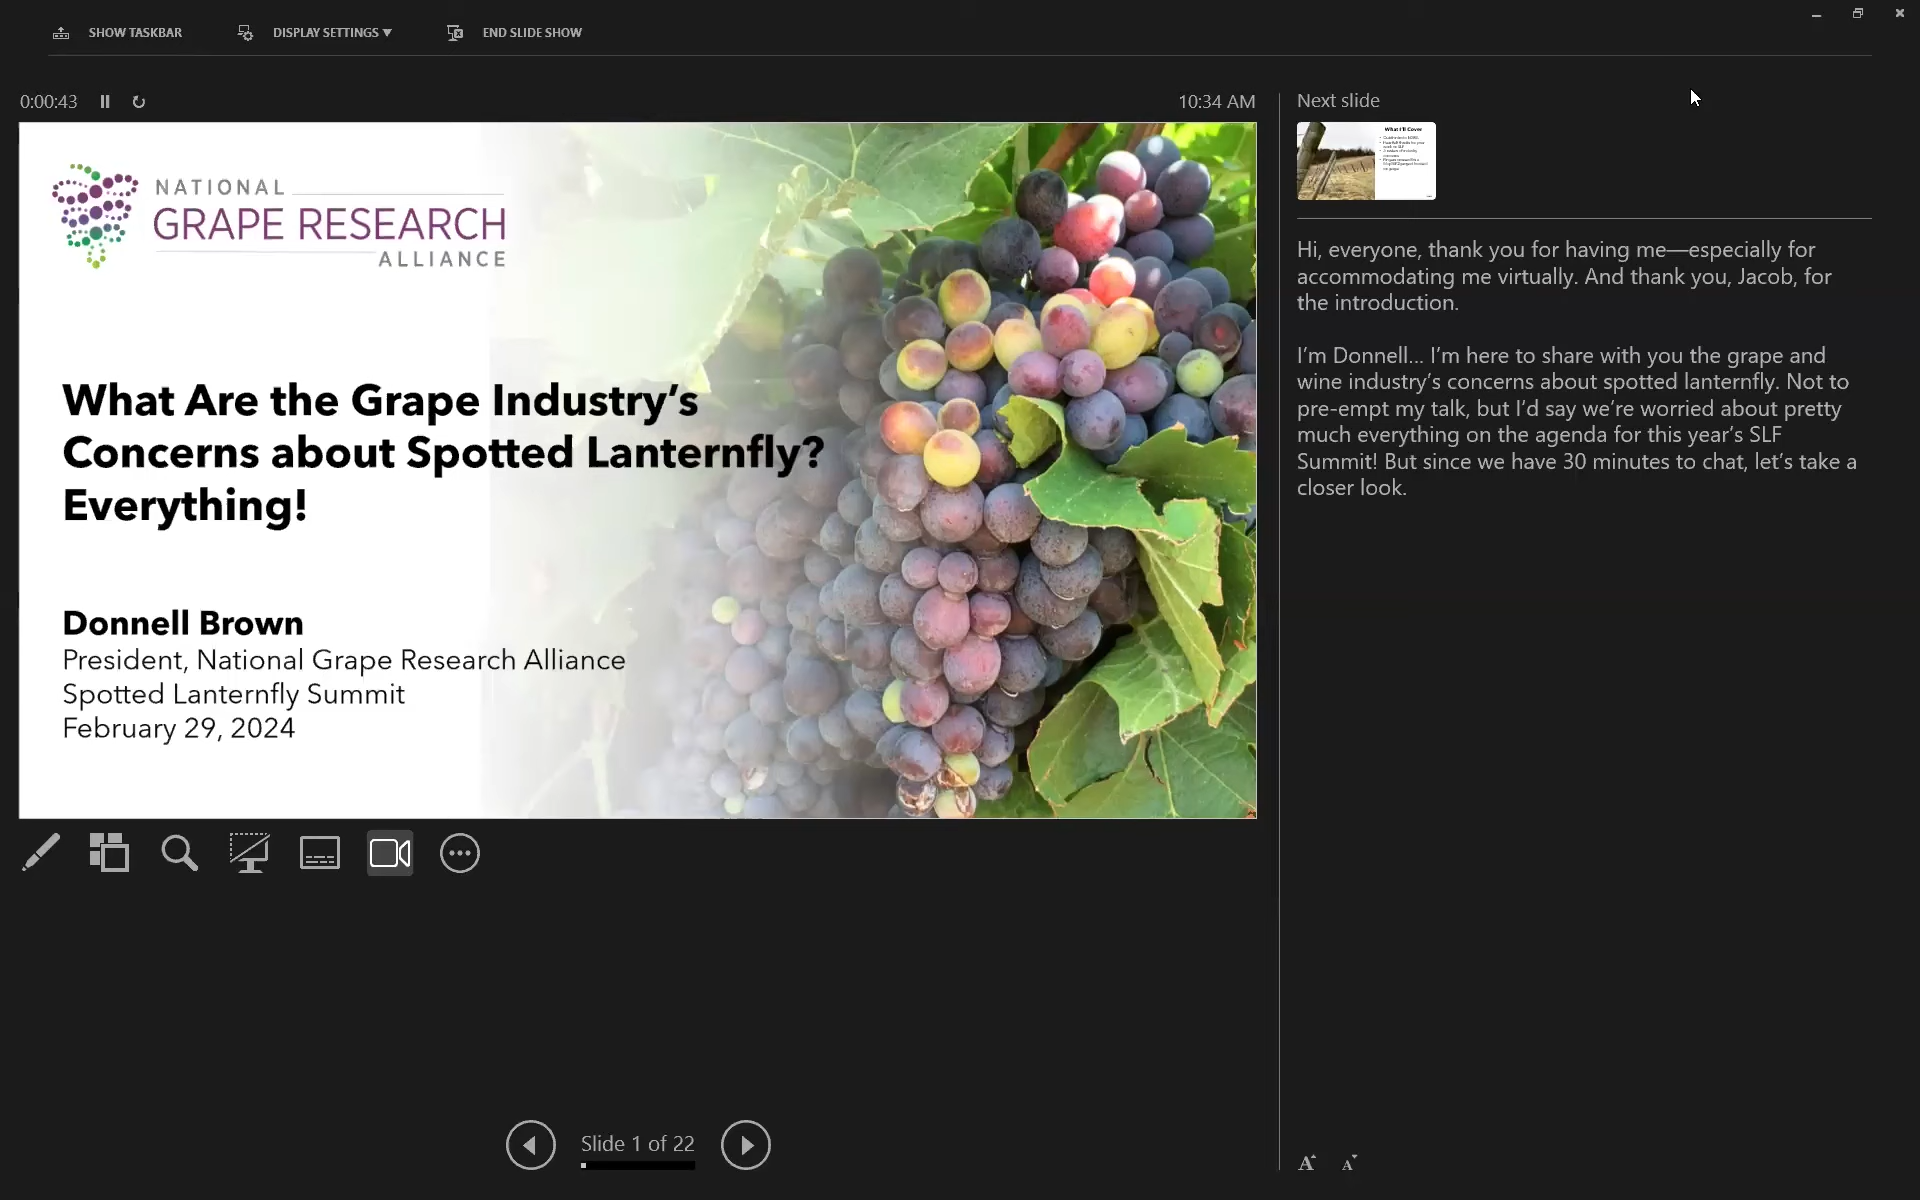 SHOW TASKBAR
DISPLAY SETTINGS ▼
END SLIDE SHOW
0:00:43
10:34 AM
NATIONAL
GRAPE RESEARCH
ALLIANCE
What Are the Grape Industry’s
Concerns about Spotted Lanternfly?
Everything!
Donnell Brown
President, National Grape Research Alliance
Spotted Lanternfly Summit
February 29, 2024
Slide 1 of 22
Next slide
What I'll Cover
Hi, everyone, thank you for having me—especially for
accommodating me virtually. And thank you, Jacob, for
the introduction.
I’m Donnell... I’m here to share with you the grape and
wine industry’s concerns about spotted lanternfly. Not to
pre-empt my talk, but I’d say we’re worried about pretty
much everything on the agenda for this year’s SLF
Summit! But since we have 30 minutes to chat, let’s take a
closer look.
A A